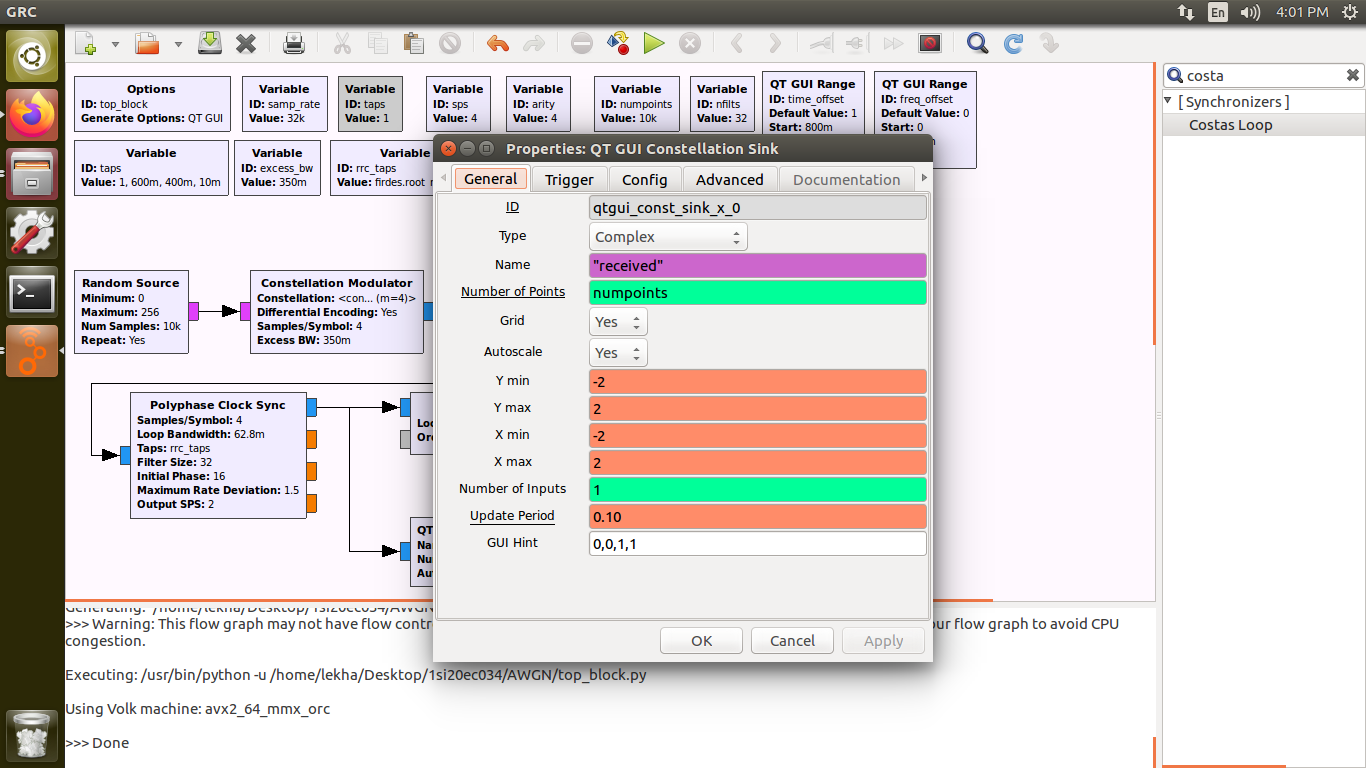 GRC
En
4:01 PM
costa
[ Synchronizers ]
Costas Loop
Options
ID: top_block
Generate Options: QT GUI
Variable
ID: samp_rate
Value: 32k
Variable
ID: taps
Value: 1
Variable
ID: sps
Value: 4
Variable
ID: arity
Value: 4
Variable
ID: numpoints
Value: 10k
Variable
ID: nfilts
Value: 32
QT GUI Range
ID: time_offset
Default Value: 1
Start: 800m
QT GUI Range
ID: freq_offset
Default Value: 0
Start: 0
Variable
ID: taps
Value: 1, 600m, 400m, 10m
Variable
ID: excess_bw
Value: 350m
Variable
ID: rrc_taps
Value: firdes.root
Random Source
Minimum: 0
Maximum: 256
Num Samples: 10k
Repeat: Yes
Constellation Modulator
Constellation: <con... (m=4)>
Differential Encoding: Yes
Samples/Symbol: 4
Excess BW: 350m
Polyphase Clock Sync
Samples/Symbol: 4
Loop Bandwidth: 62.8m
Taps: rrc_taps
Filter Size: 32
Initial Phase: 16
Maximum Rate Deviation: 1.5
Output SPS: 2
QT
Properties: QT GUI Constellation Sink
General Trigger Config Advanced Documentation
ID qtgui_const_sink_x_0
Type Complex
Name "received"
Number of Points numpoints
Grid Yes
Autoscale Yes
Y min -2
Y max 2
X min -2
X max 2
Number of Inputs 1
Update Period 0.10
GUI Hint 0,0,1,1
OK Cancel Apply
Generating: '/home/lekha/Desktop/1si20ec034/AWGN
>>> Warning: This flow graph may not have flow contr our flow graph to avoid CPU
congestion.
Executing: /usr/bin/python -u /home/lekha/Desktop/1si20ec034/AWGN/top_block.py
Using Volk machine: avx2_64_mmx_orc
>>> Done